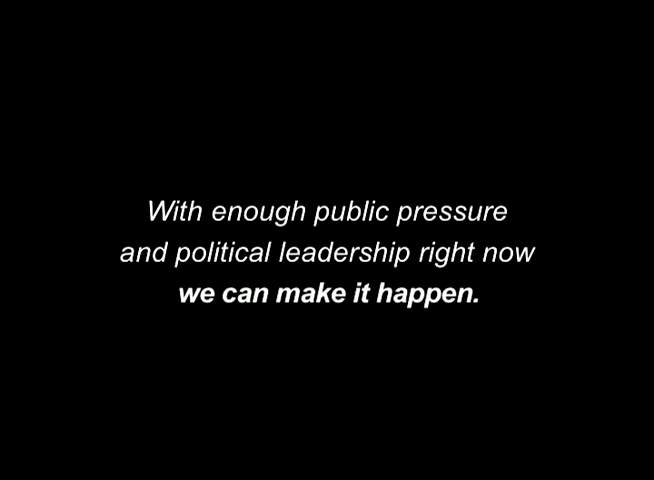 With enough public pressure
and political leadership right now
we can make it happen.